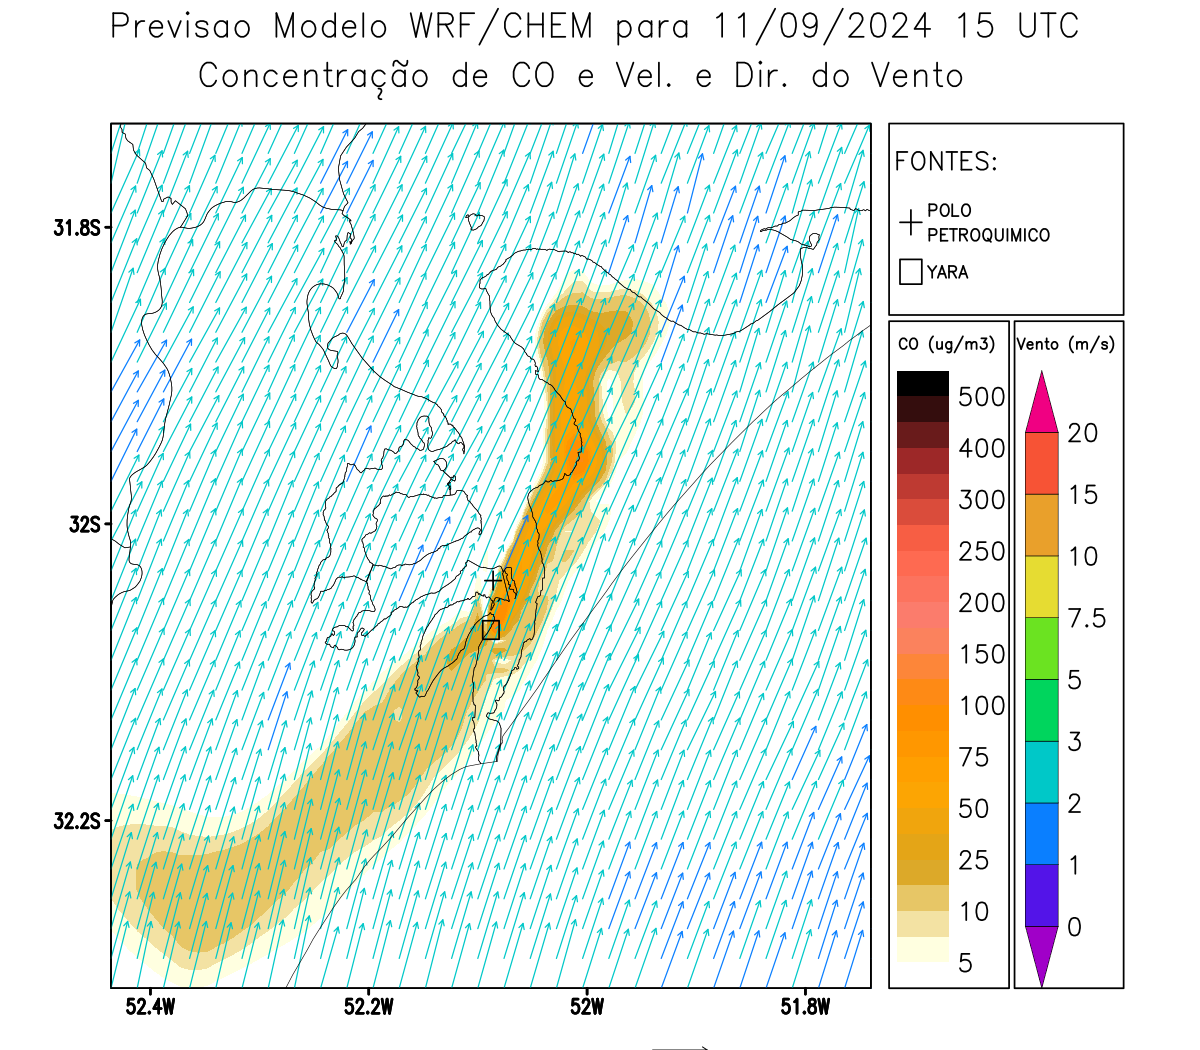 Previsao Modelo WRF/CHEM para 11/09/2024 15 UTC
Concentração de CO e Vel. e Dir. do Vento
FONTES:
POLO
PETROQUIMICO
YARA
CO (ug/m3)
500
400
300
250
200
150
100
75
50
25
10
5
Vento (m/s)
20
15
10
7.5
5
3
2
1
0
31.8S
32S
32.2S
52.4W
52.2W
52W
51.8W